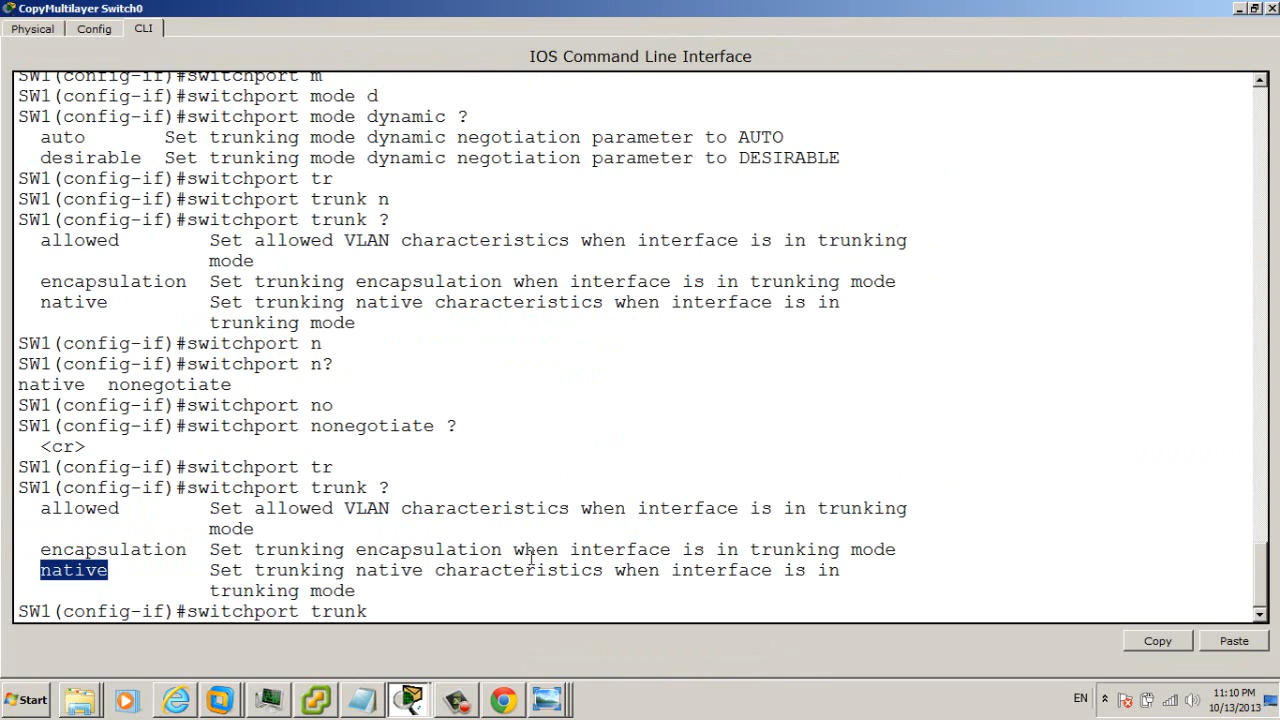 CopyMultilayer Switch0
Physical Config CLI
IOS Command Line Interface
SW1(config-if)#switchport m
SW1(config-if)#switchport mode d
SW1(config-if)#switchport mode dynamic ?
auto Set trunking mode dynamic negotiation parameter to AUTO
desirable Set trunking mode dynamic negotiation parameter to DESIRABLE
SW1(config-if)#switchport tr
SW1(config-if)#switchport trunk n
SW1(config-if)#switchport trunk ?
allowed Set allowed VLAN characteristics when interface is in trunking
mode
encapsulation Set trunking encapsulation when interface is in trunking mode
native Set trunking native characteristics when interface is in
trunking mode
SW1(config-if)#switchport n
SW1(config-if)#switchport n?
native nonegotiate
SW1(config-if)#switchport no
SW1(config-if)#switchport nonegotiate ?
<cr>
SW1(config-if)#switchport tr
SW1(config-if)#switchport trunk ?
allowed Set allowed VLAN characteristics when interface is in trunking
mode
encapsulation Set trunking encapsulation when interface is in trunking mode
native Set trunking native characteristics when interface is in
trunking mode
SW1(config-if)#switchport trunk
Copy Paste
Start
EN
11:10 PM
10/13/2013